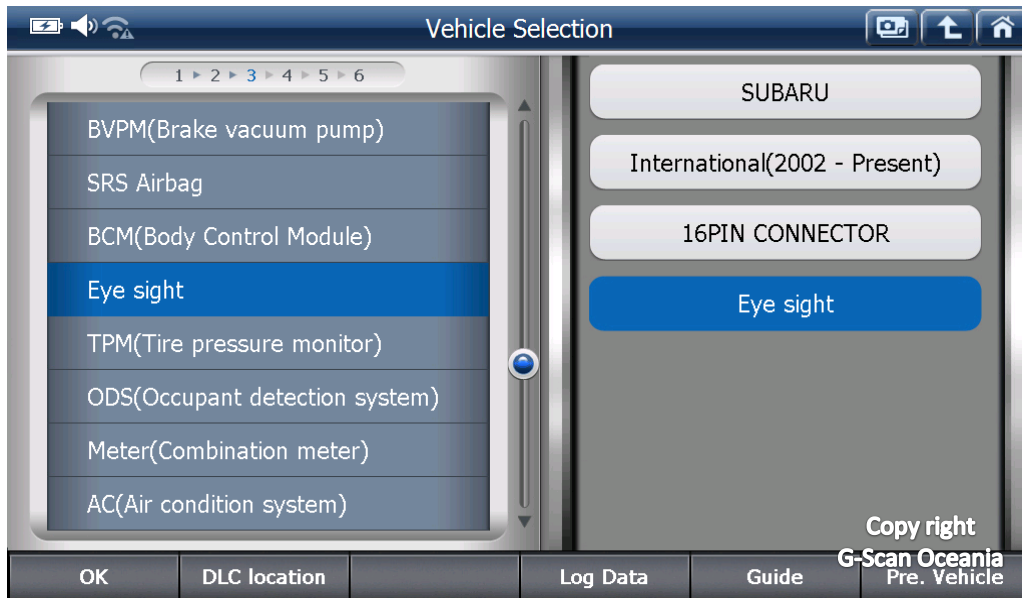 Vehicle Selection
1 ▸ 2 ▸ 3 ▸ 4 ▸ 5 ▸ 6
BVPM(Brake vacuum pump)
SRS Airbag
BCM(Body Control Module)
Eye sight
TPM(Tire pressure monitor)
ODS(Occupant detection system)
Meter(Combination meter)
AC(Air condition system)
SUBARU
International(2002 - Present)
16PIN CONNECTOR
Eye sight
Copy right
G-Scan Oceania
OK
DLC location
Log Data
Guide
Pre. Vehicle